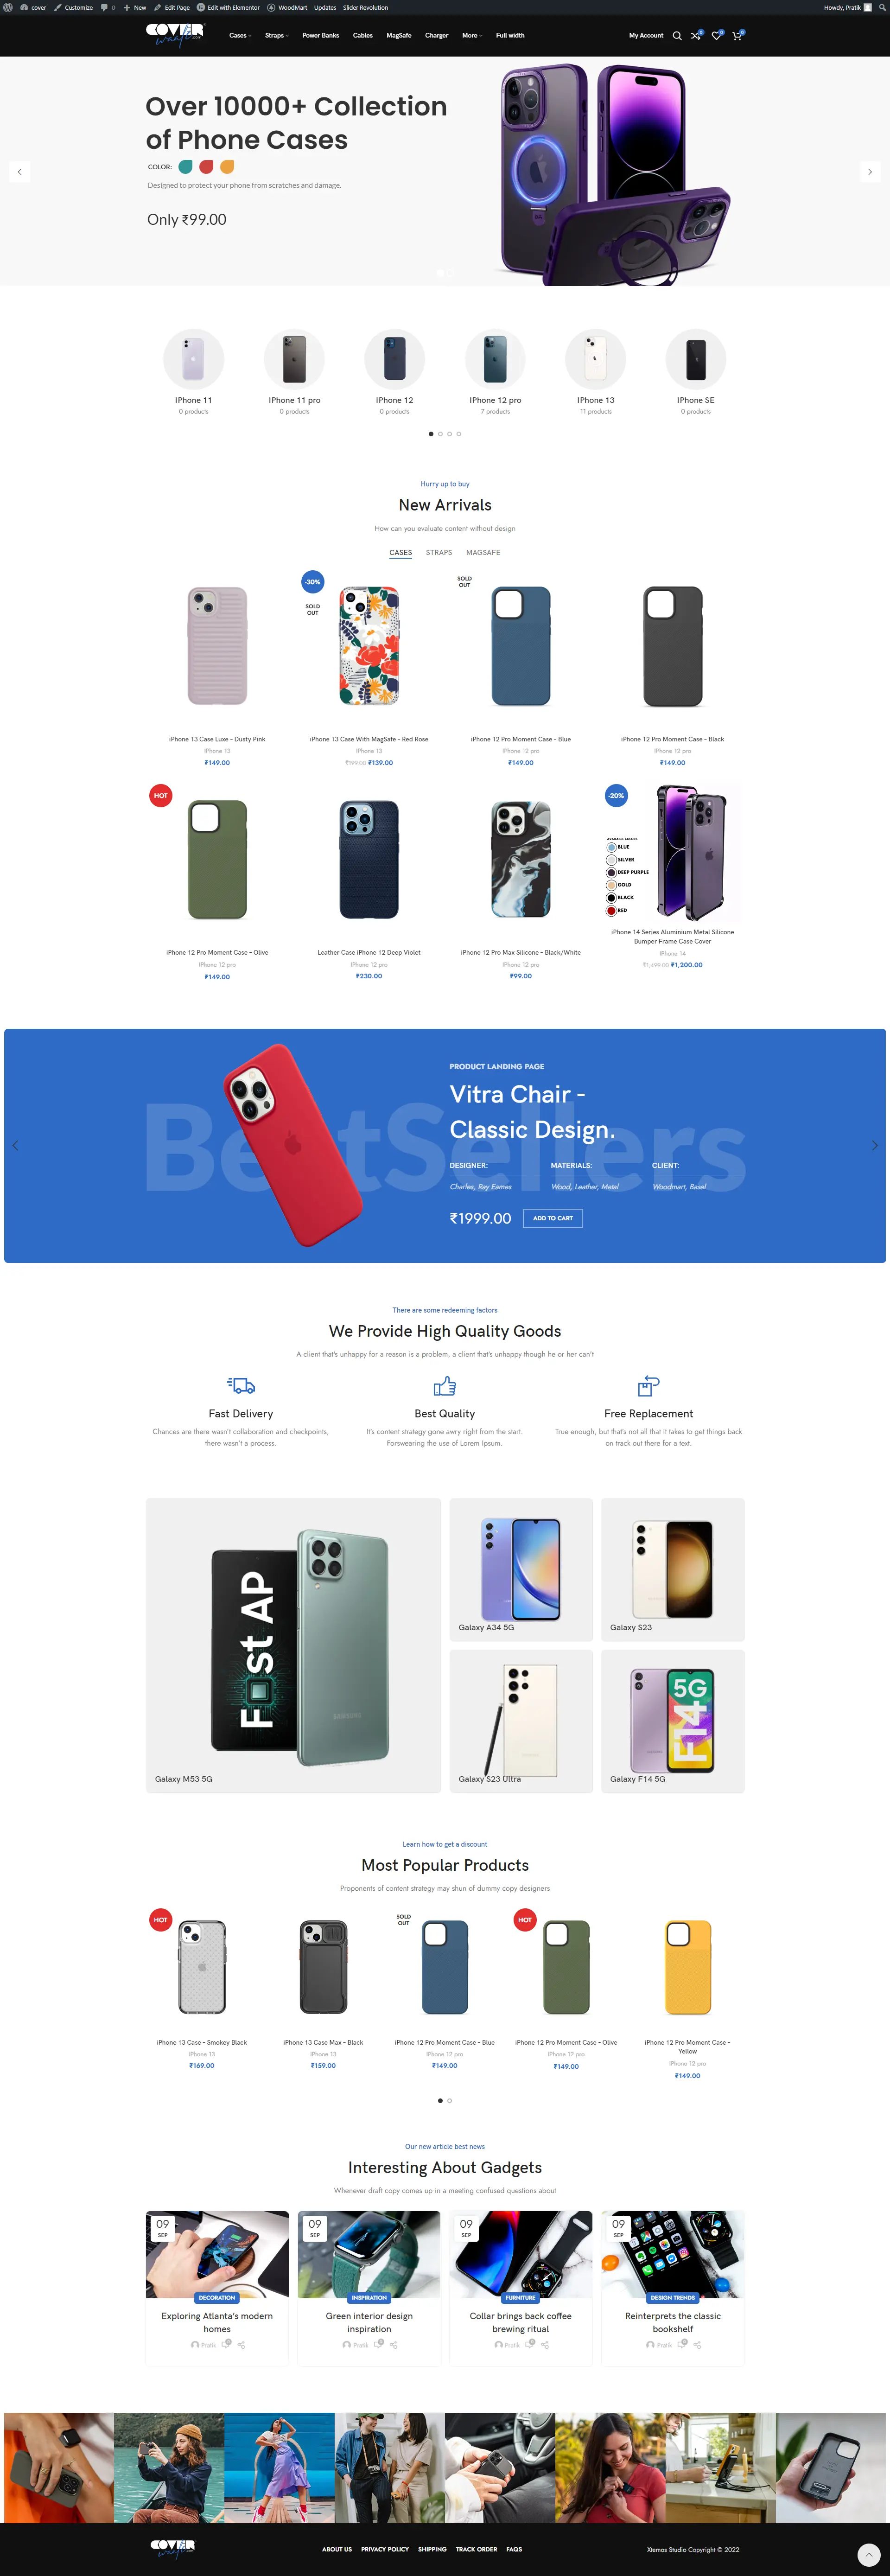 cover Customize 0 New Edit Page Edit with Elementor WoodMart Updates Slider Revolution Howdy, Pratik
COVER
Cases Straps Power Banks Cables MagSafe Charger More Full width My Account 0 0 0
Over 10000+ Collection
of Phone Cases
COLOR:
Designed to protect your phone from scratches and damage.
Only ₹99.00
IPhone 11
0 products
IPhone 11 pro
0 products
IPhone 12
0 products
IPhone 12 pro
7 products
IPhone 13
11 products
IPhone SE
0 products
Hurry up to buy
New Arrivals
How can you evaluate content without design
CASES STRAPS MAGSAFE
iPhone 13 Case Luxe – Dusty Pink
IPhone 13
₹149.00
-30%
SOLD
OUT
iPhone 13 Case With MagSafe – Red Rose
IPhone 13
₹199.00 ₹139.00
SOLD
OUT
iPhone 12 Pro Moment Case – Blue
IPhone 12 pro
₹149.00
iPhone 12 Pro Moment Case – Black
IPhone 12 pro
₹149.00
HOT
iPhone 12 Pro Moment Case – Olive
IPhone 12 pro
₹149.00
Leather Case iPhone 12 Deep Violet
IPhone 12 pro
₹230.00
iPhone 12 Pro Max Silicone – Black/White
IPhone 12 pro
₹99.00
-20%
AVAILABLE COLORS
BLUE
SILVER
DEEP PURPLE
GOLD
BLACK
RED
iPhone 14 Series Aluminium Metal Silicone
Bumper Frame Case Cover
IPhone 14
₹1,499.00 ₹1,200.00
BestSellers
PRODUCT LANDING PAGE
Vitra Chair -
Classic Design.
DESIGNER: MATERIALS: CLIENT:
Charles, Ray Eames Wood, Leather, Metal Woodmart, Basel
₹1999.00 ADD TO CART
There are some redeeming factors
We Provide High Quality Goods
A client that's unhappy for a reason is a problem, a client that's unhappy though he or her can't
Fast Delivery
Chances are there wasn't collaboration and checkpoints,
there wasn't a process.
Best Quality
It's content strategy gone awry right from the start.
Forswearing the use of Lorem Ipsum.
Free Replacement
True enough, but that's not all that it takes to get things back
on track out there for a text.
SAMSUNG
Galaxy M53 5G
Galaxy A34 5G
Galaxy S23
Galaxy S23 Ultra
5G
F14
Galaxy F14 5G
Learn how to get a discount
Most Popular Products
Proponents of content strategy may shun of dummy copy designers
HOT
iPhone 13 Case – Smokey Black
IPhone 13
₹169.00
iPhone 13 Case Max – Black
IPhone 13
₹159.00
SOLD
OUT
iPhone 12 Pro Moment Case – Blue
IPhone 12 pro
₹149.00
HOT
iPhone 12 Pro Moment Case – Olive
IPhone 12 pro
₹149.00
iPhone 12 Pro Moment Case –
Yellow
IPhone 12 pro
₹149.00
Our new article best news
Interesting About Gadgets
Whenever draft copy comes up in a meeting confused questions about
09
SEP
DECORATION
Exploring Atlanta's modern
homes
Pratik 0
09
SEP
INSPIRATION
Green interior design
inspiration
Pratik
09
SEP
FURNITURE
Collar brings back coffee
brewing ritual
Pratik
09
SEP
DESIGN TRENDS
Reinterprets the classic
bookshelf
Pratik
COVER
ABOUT US PRIVACY POLICY SHIPPING TRACK ORDER FAQS
Xtemos Studio Copyright © 2022